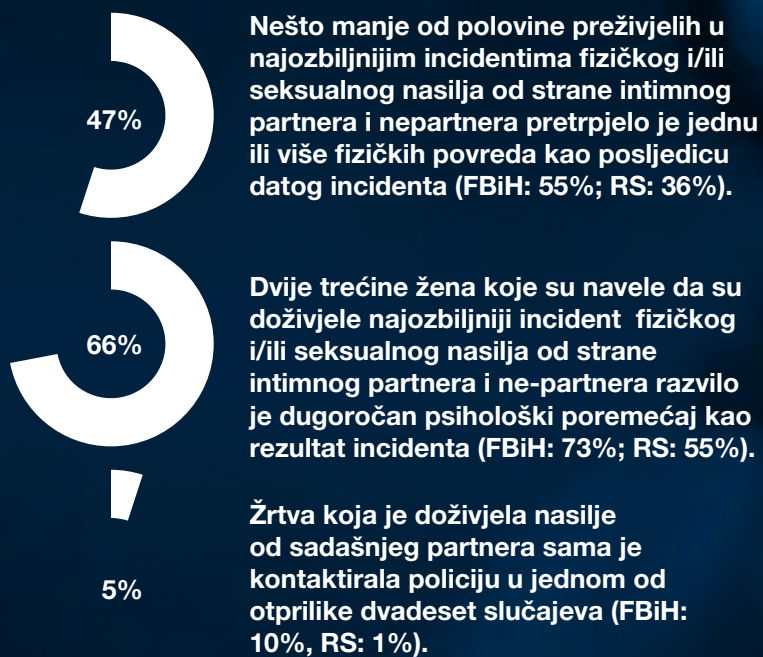 47%
Nešto manje od polovine preživjelih u
najozbiljnijim incidentima fizičkog i/ili
seksualnog nasilja od strane intimnog
partnera i nepartnera pretrpjelo je jednu
ili više fizičkih povreda kao posljedicu
datog incidenta (FBiH: 55%; RS: 36%).
66%
Dvije trećine žena koje su navele da su
doživjele najozbiljniji incident fizičkog
i/ili seksualnog nasilja od strane
intimnog partnera i ne-partnera razvilo
je dugoročan psihološki poremećaj kao
rezultat incidenta (FBiH: 73%; RS: 55%).
5%
Žrtva koja je doživjela nasilje
od sadašnjeg partnera sama je
kontaktirala policiju u jednom od
otprilike dvadeset slučajeva (FBiH:
10%, RS: 1%).